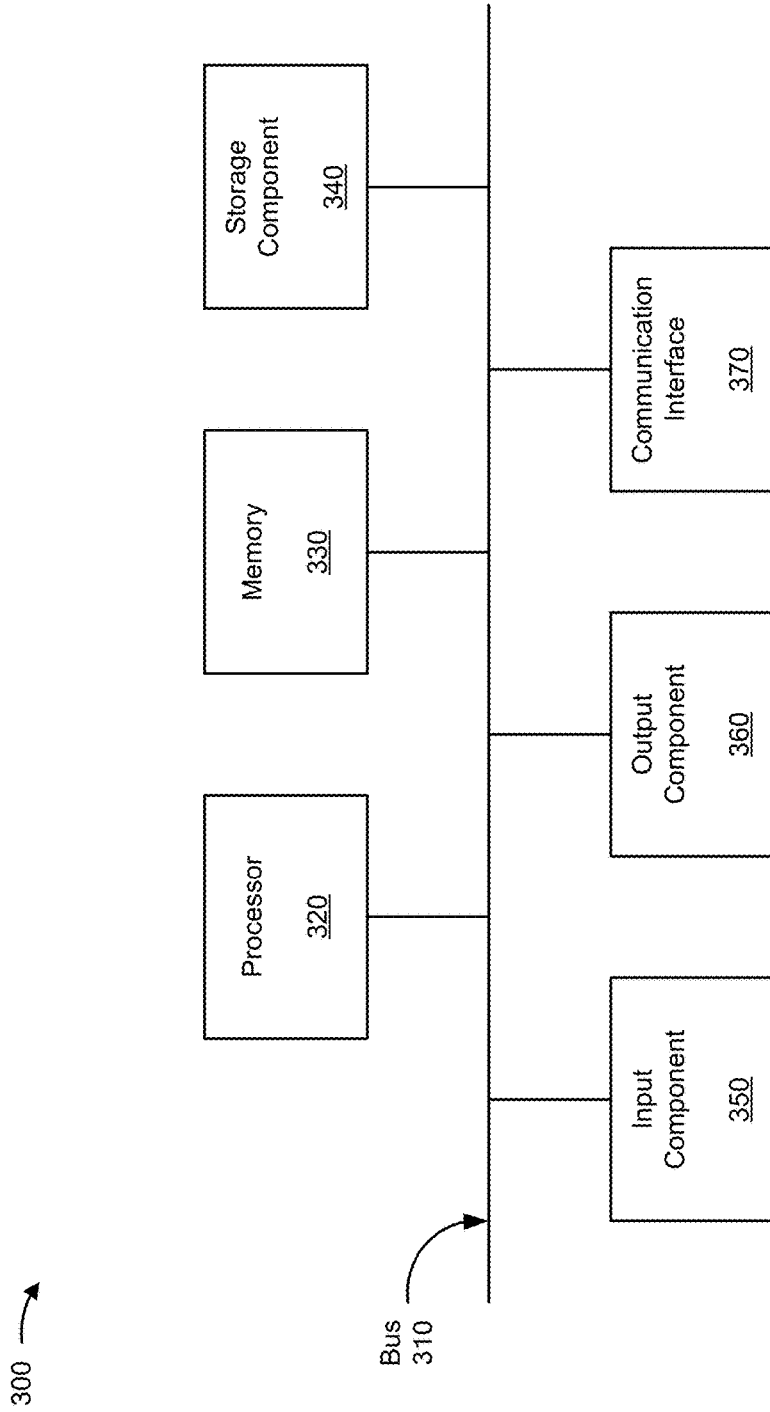 300
Processor
320
Memory
330
Storage
Component
340
Bus
310
Input
Component
350
Output
Component
360
Communication
Interface
370